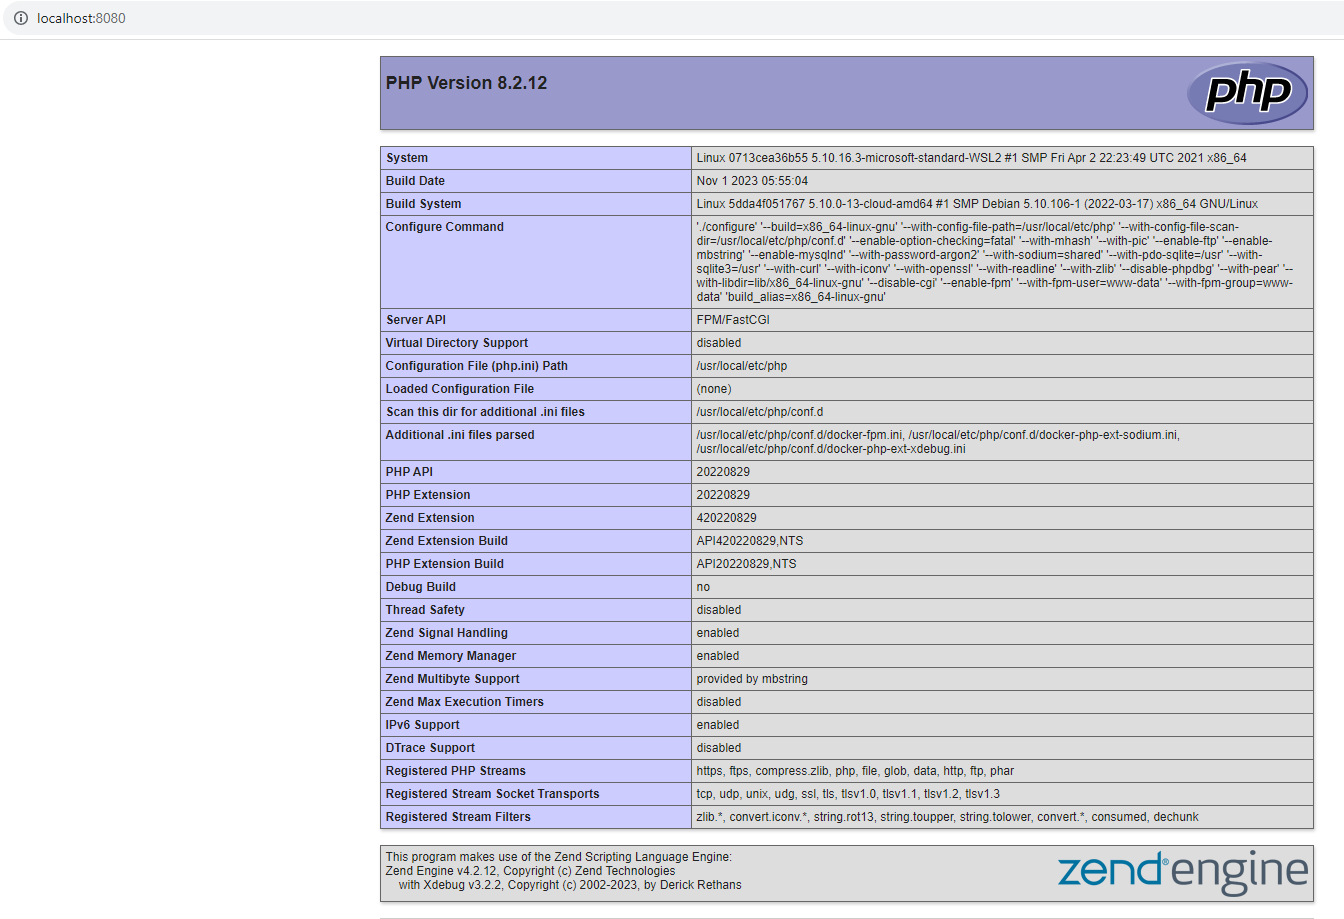 localhost:8080
PHP Version 8.2.12
php
System Linux 0713cea36b55 5.10.16.3-microsoft-standard-WSL2 #1 SMP Fri Apr 2 22:23:49 UTC 2021 x86_64
Build Date Nov 1 2023 05:55:04
Build System Linux 5dda4f051767 5.10.0-13-cloud-amd64 #1 SMP Debian 5.10.106-1 (2022-03-17) x86_64 GNU/Linux
Configure Command './configure' '--build=x86_64-linux-gnu' '--with-config-file-path=/usr/local/etc/php' '--with-config-file-scan-
dir=/usr/local/etc/php/conf.d' '--enable-option-checking=fatal' '--with-mhash' '--with-pic' '--enable-ftp' '--enable-
mbstring' '--enable-mysqlnd' '--with-password-argon2' '--with-sodium=shared' '--with-pdo-sqlite=/usr' '--with-
sqlite3=/usr' '--with-curl' '--with-iconv' '--with-openssl' '--with-readline' '--with-zlib' '--disable-phpdbg' '--with-pear' '--
with-libdir=lib/x86_64-linux-gnu' '--disable-cgi' '--enable-fpm' '--with-fpm-user=www-data' '--with-fpm-group=www-
data' 'build_alias=x86_64-linux-gnu'
Server API FPM/FastCGI
Virtual Directory Support disabled
Configuration File (php.ini) Path /usr/local/etc/php
Loaded Configuration File (none)
Scan this dir for additional .ini files /usr/local/etc/php/conf.d
Additional .ini files parsed /usr/local/etc/php/conf.d/docker-fpm.ini, /usr/local/etc/php/conf.d/docker-php-ext-sodium.ini,
/usr/local/etc/php/conf.d/docker-php-ext-xdebug.ini
PHP API 20220829
PHP Extension 20220829
Zend Extension 420220829
Zend Extension Build API420220829,NTS
PHP Extension Build API20220829,NTS
Debug Build no
Thread Safety disabled
Zend Signal Handling enabled
Zend Memory Manager enabled
Zend Multibyte Support provided by mbstring
Zend Max Execution Timers disabled
IPv6 Support enabled
DTrace Support disabled
Registered PHP Streams https, ftps, compress.zlib, php, file, glob, data, http, ftp, phar
Registered Stream Socket Transports tcp, udp, unix, udg, ssl, tls, tlsv1.0, tlsv1.1, tlsv1.2, tlsv1.3
Registered Stream Filters zlib.*, convert.iconv.*, string.rot13, string.toupper, string.tolower, convert.*, consumed, dechunk
This program makes use of the Zend Scripting Language Engine:
Zend Engine v4.2.12, Copyright (c) Zend Technologies
with Xdebug v3.2.2, Copyright (c) 2002-2023, by Derick Rethans
zend® engine